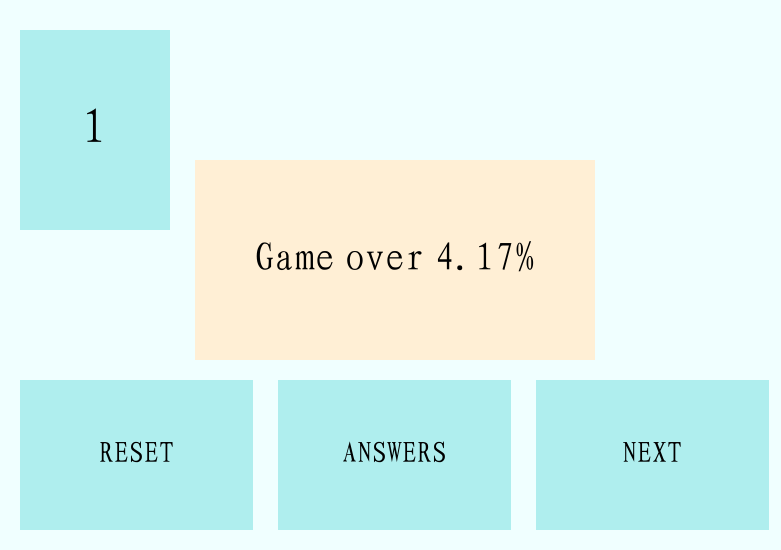 1
Game over 4.17%
RESET
ANSWERS
NEXT